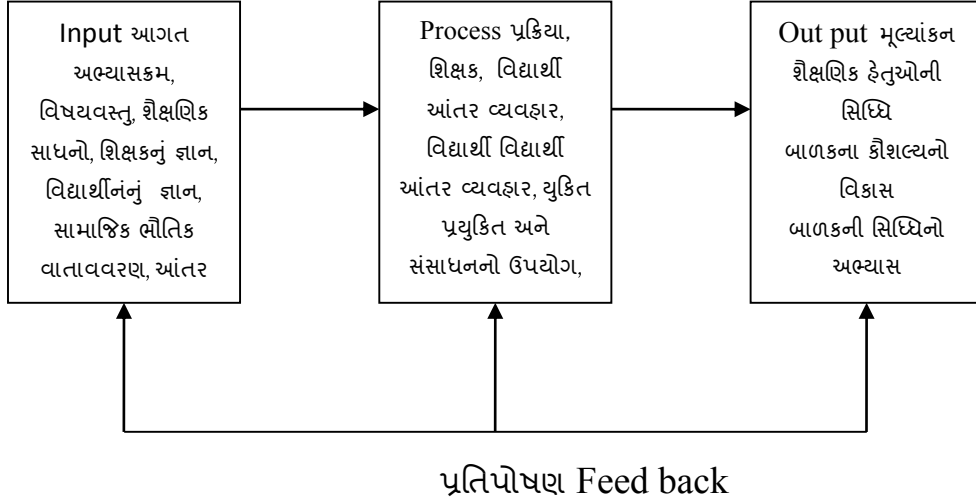 Input આગત
અભ્યાસક્રમ,
વિષયવસ્તુ, શૈક્ષણિક
સાધનો, શિક્ષકનું જ્ઞાન,
વિદ્યાર્થીનંનું જ્ઞાન,
સામાજિક ભૌતિક
વાતાવવરણ, આંતર
Process પ્રક્રિયા,
શિક્ષક, વિદ્યાર્થી
આંતર વ્યવહાર,
વિદ્યાર્થી વિદ્યાર્થી
આંતર વ્યવહાર, યુકિત
પ્રયુકિત અને
સંસાધનનો ઉપયોગ,
Out put મૂલ્યાંકન
શૈક્ષણિક હેતુઓની
સિધ્ધિ
બાળકના કૌશલ્યનો
વિકાસ
બાળકની સિધ્ધિનો
અભ્યાસ
પ્રતિપોષણ Feed back